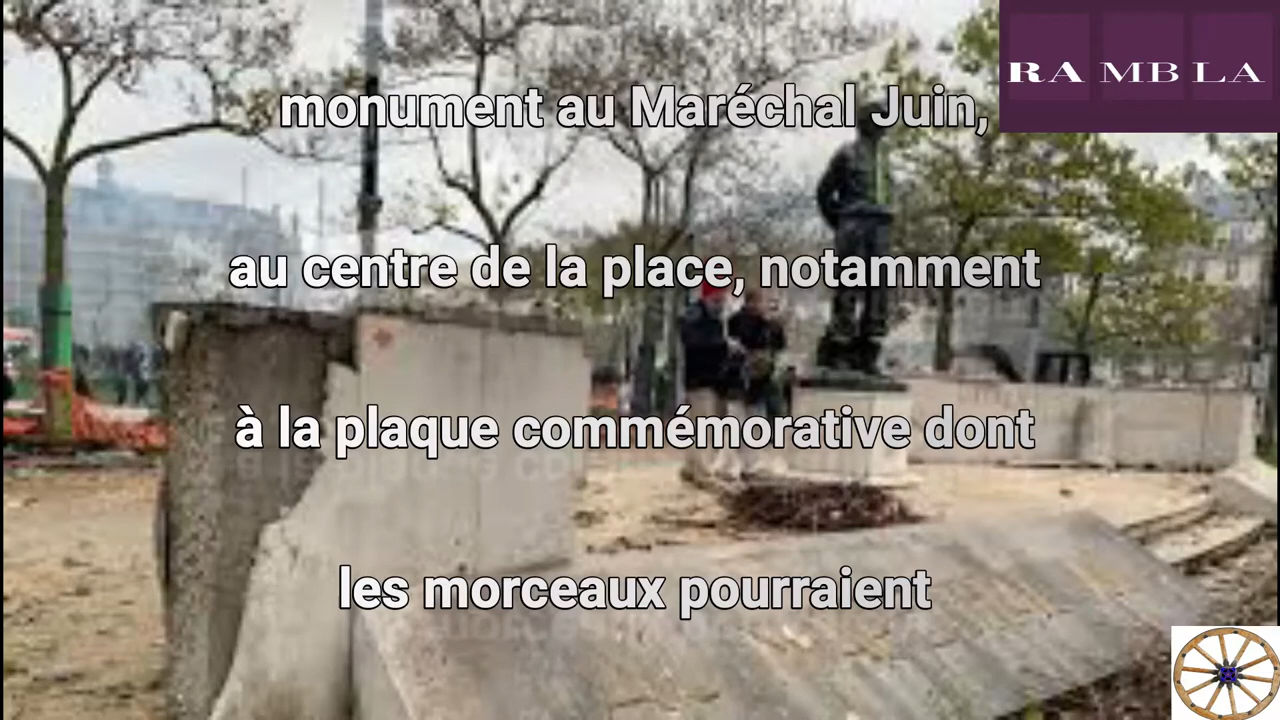 RAMBLA
monument au Maréchal Juin,
au centre de la place, notamment
à la plaque commémorative dont
les morceaux pourraient